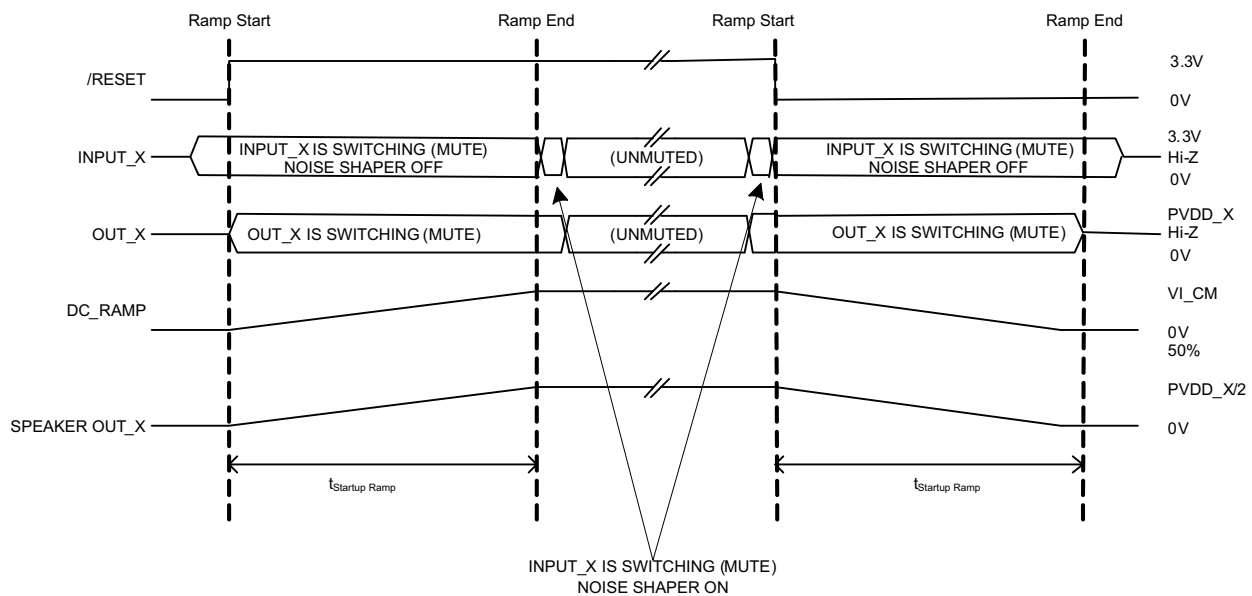 Ramp Start
Ramp End
Ramp Start
Ramp End
/RESET
3.3V
0V
INPUT_X
INPUT_X IS SWITCHING (MUTE)
NOISE SHAPER OFF
(UNMUTED)
INPUT_X IS SWITCHING (MUTE)
NOISE SHAPER OFF
3.3V
Hi-Z
0V
OUT_X
OUT_X IS SWITCHING (MUTE)
(UNMUTED)
OUT_X IS SWITCHING (MUTE)
PVDD_X
Hi-Z
0V
DC_RAMP
VI_CM
0V
50%
SPEAKER OUT_X
PVDD_X/2
0V
tStartup Ramp
tStartup Ramp
INPUT_X IS SWITCHING (MUTE)
NOISE SHAPER ON